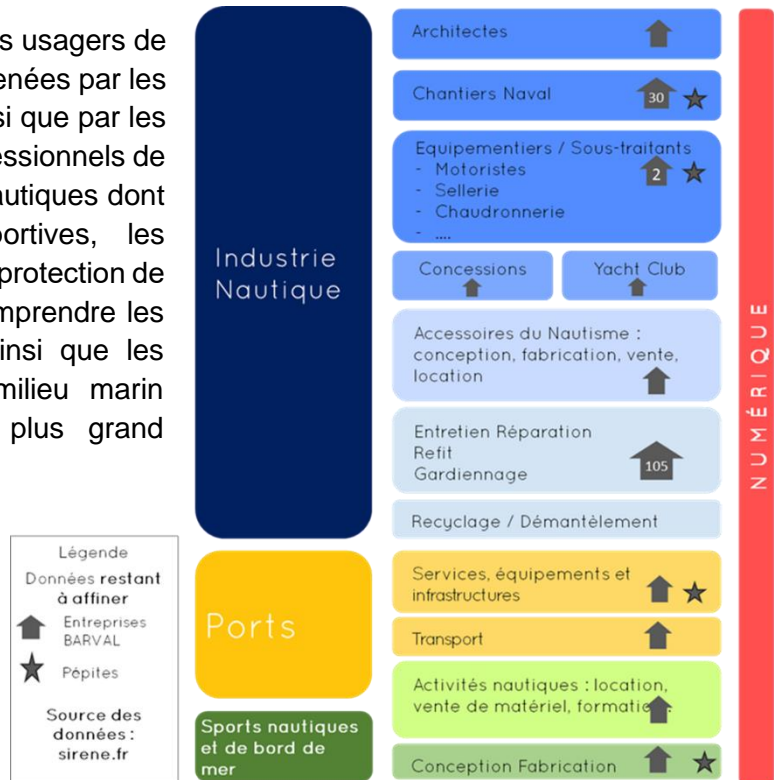 s usagers de
enées par les
si que par les
essionnels de
autiques dont
portives, les
protection de
mprendre les
insi que les
milieu marin
plus grand
Industrie
Nautique
Architectes
Chantiers Naval
30
Equipementiers / Sous-traitants
- Motoristes
2
- Sellerie
- Chaudronnerie
- ....
Concessions
Yacht Club
Accessoires du Nautisme :
conception, fabrication, vente,
location
Entretien Réparation
Refit
Gardiennage
105
Recyclage / Démantèlement
Ports
Services, équipements et
infrastructures
Transport
Sports nautiques
et de bord de
mer
Activités nautiques : location,
vente de matériel,
Conception Fabrication
NUMÉRIQUE
Légende
Données restant
à affiner
Entreprises
BARVAL
Pépites
Source des
données :
sirene.fr